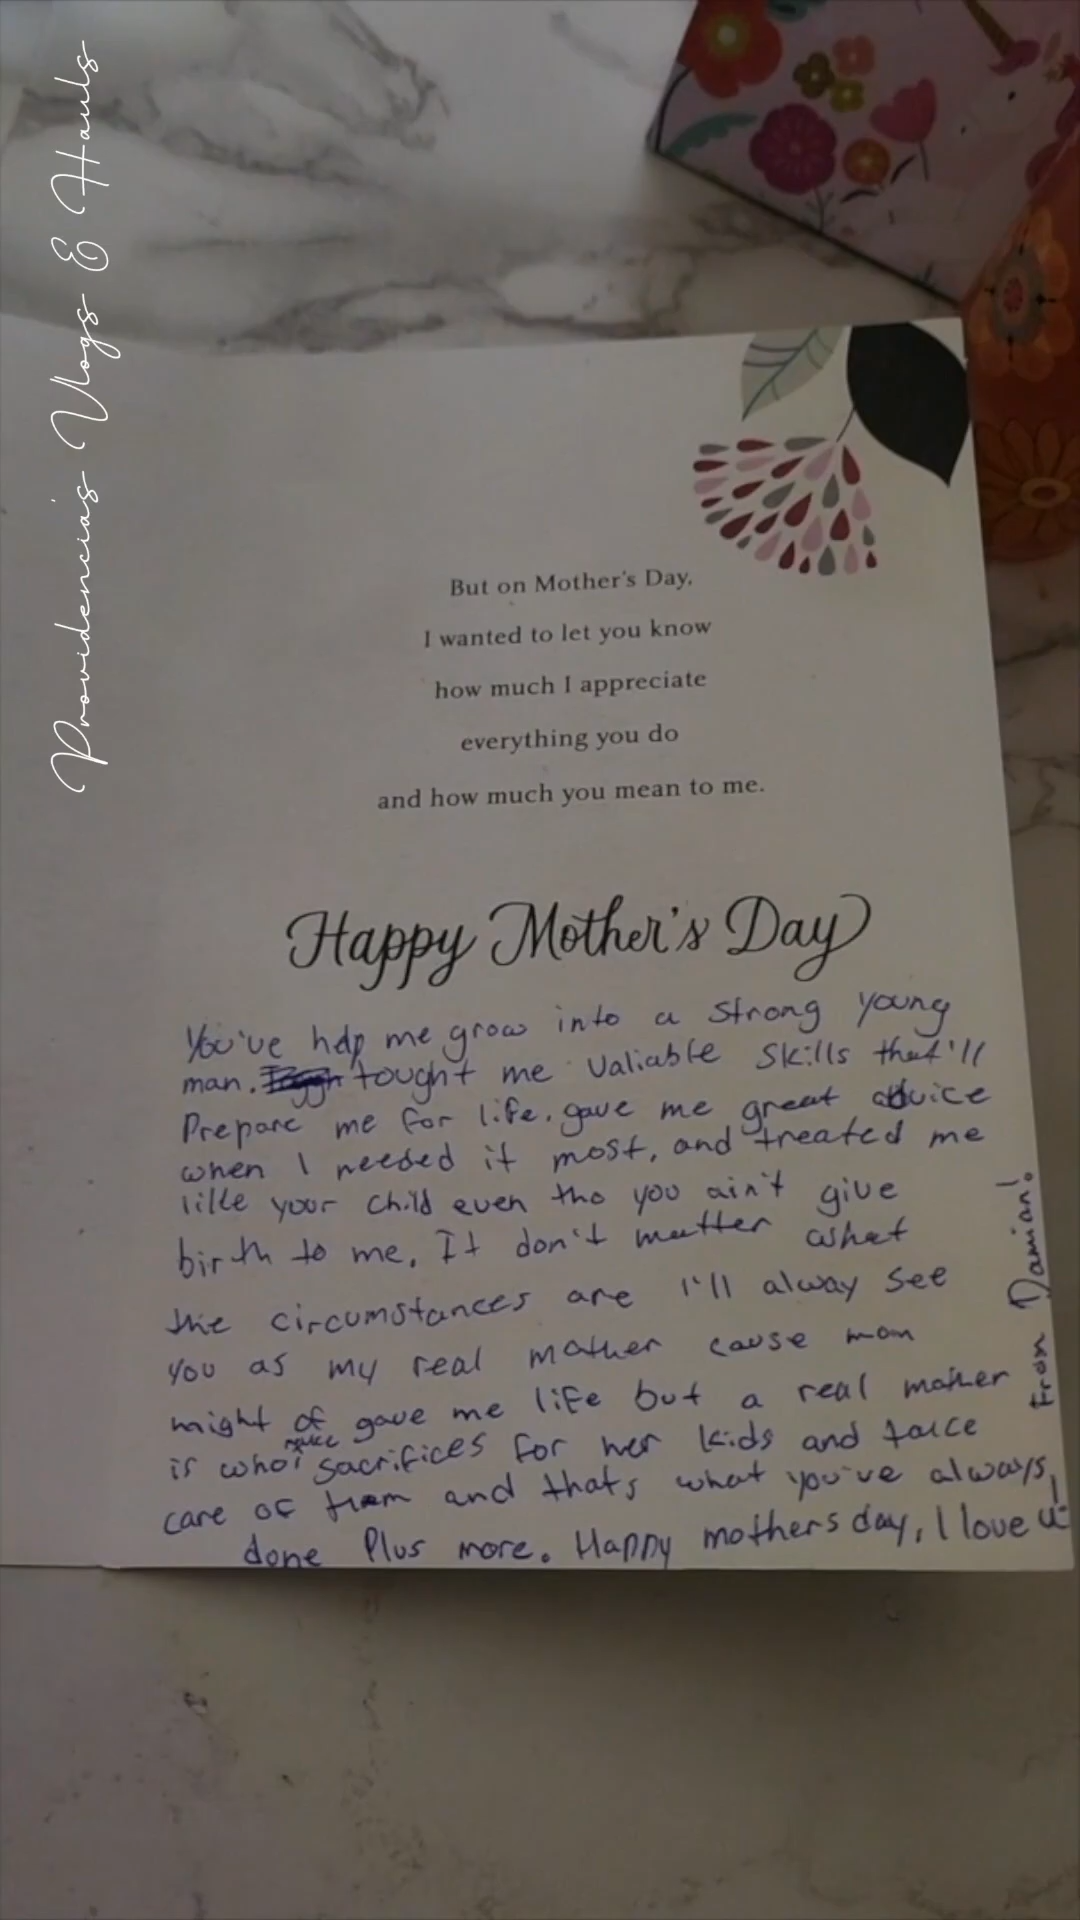 Providencia's Vlogs & Hauls
But on Mother's Day,
I wanted to let you know
how much I appreciate
everything you do
and how much you mean to me.
Happy Mother's Day
You've help me grow into a strong young
man. tought me valiable skills that'll
Prepare me for life. gave me great advice
when I needed it most, and treated me
like your child even tho you ain't give
birth to me. It don't matter what
the circumstances are I'll alway see
you as my real mother cause mom
might of gave me life but a real mother
is who make sacrifices for her kids and take
care of them and thats what you've always
done Plus more. Happy mothers day, I love u
from Damian!